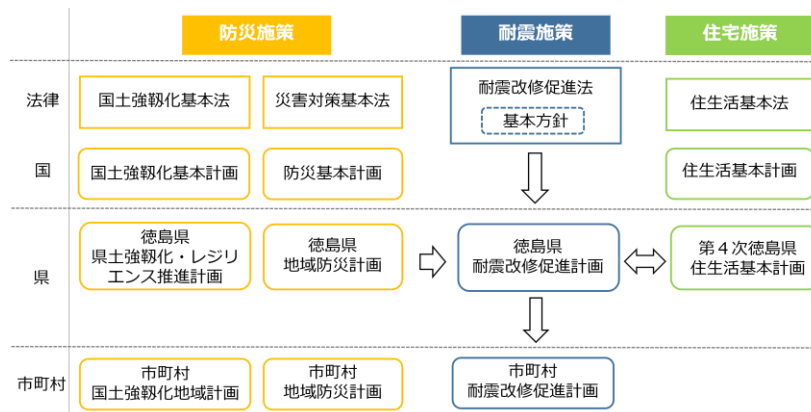 防災施策
耐震施策
住宅施策
法律
国土強靱化基本法
災害対策基本法
耐震改修促進法
基本方針
住生活基本法
国
国土強靱化基本計画
防災基本計画
住生活基本計画
県
徳島県
県土強靱化・レジリ
エンス推進計画
徳島県
地域防災計画
徳島県
耐震改修促進計画
第４次徳島県
住生活基本計画
市町村
市町村
国土強靱化地域計画
市町村
地域防災計画
市町村
耐震改修促進計画